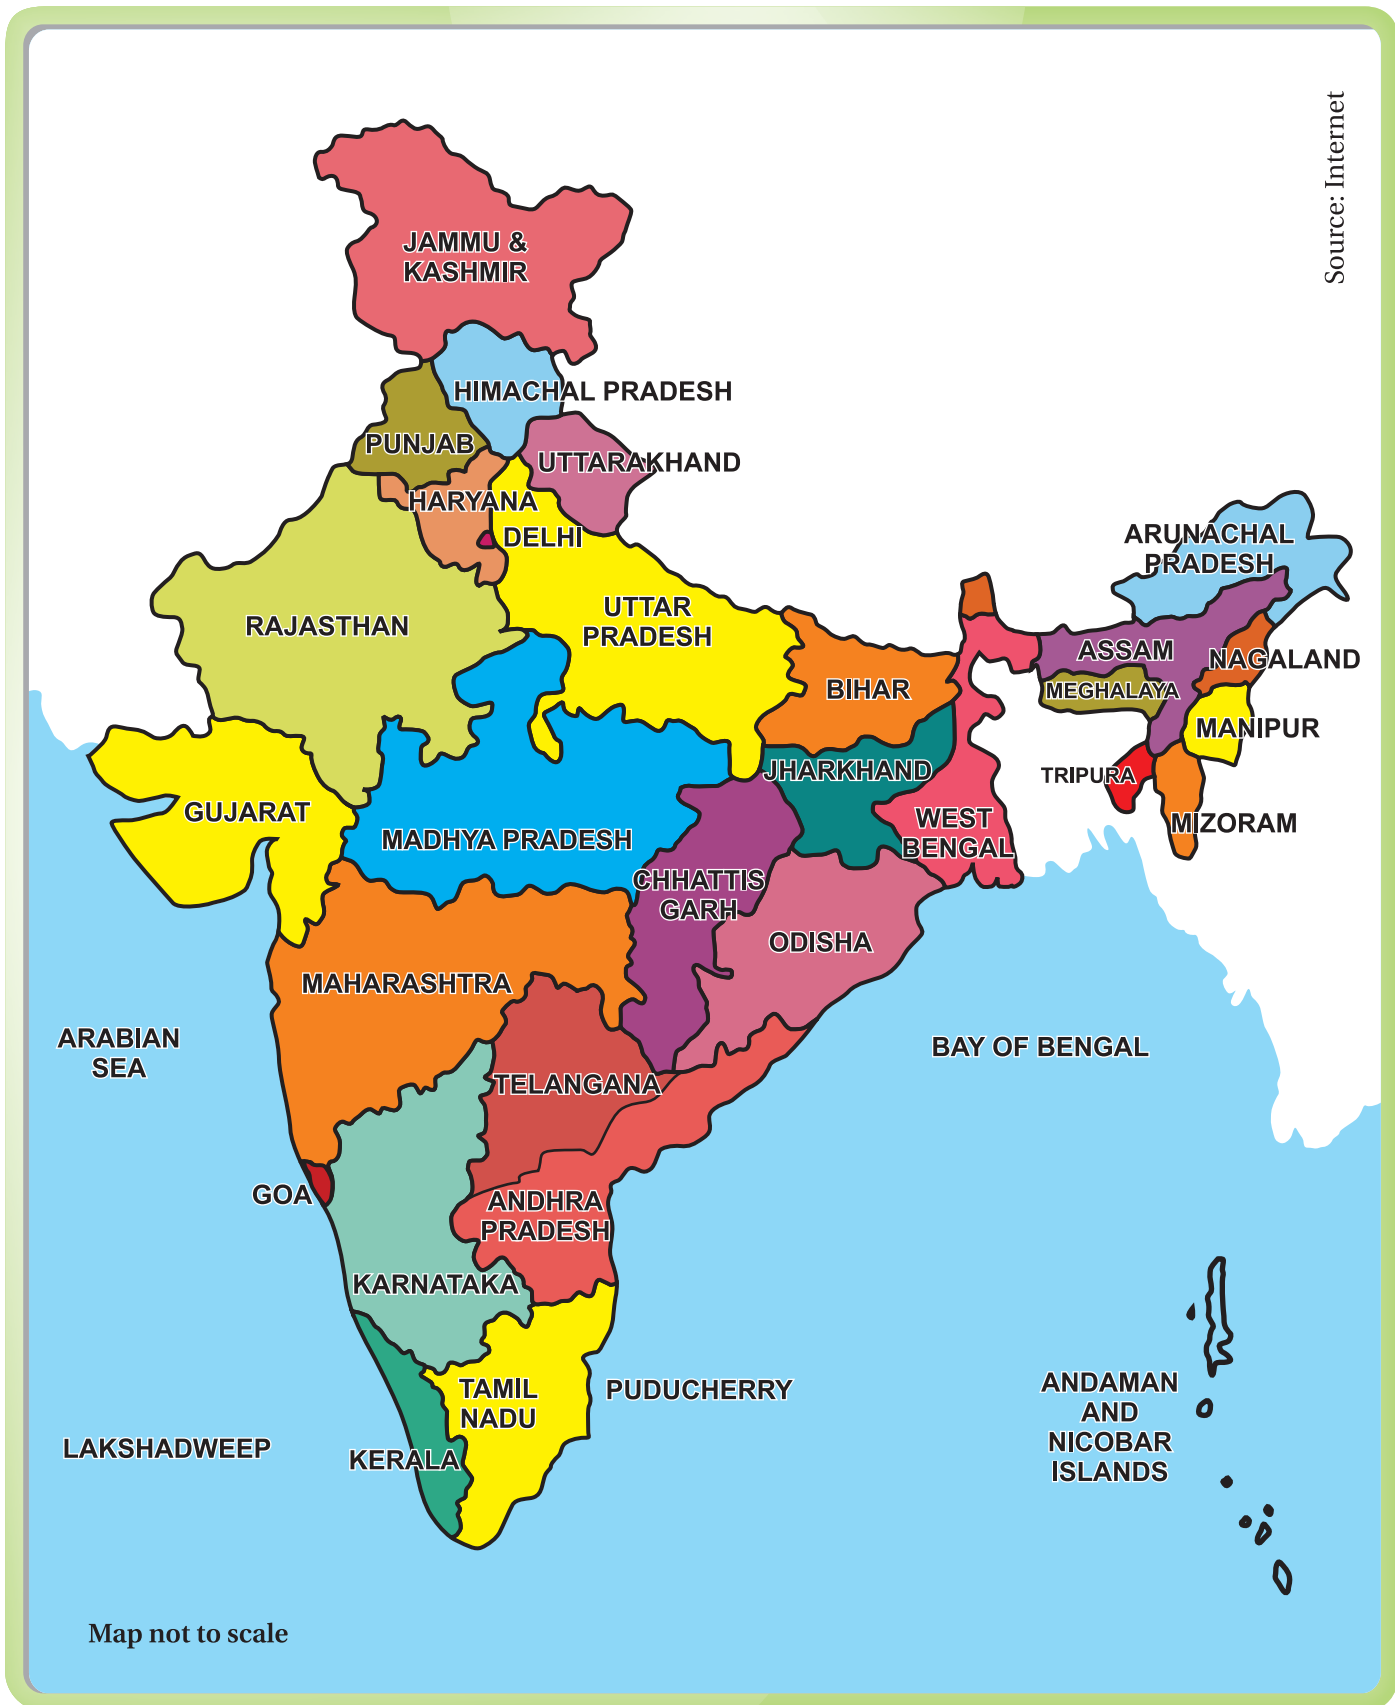 Source: Internet
JAMMU &
KASHMIR
HIMACHAL PRADESH
PUNJAB
UTTARAKHAND
HARYANA
DELHI
ARUNACHAL
PRADESH
RAJASTHAN
UTTAR
PRADESH
ASSAM
NAGALAND
BIHAR
MEGHALAYA
MANIPUR
JHARKHAND
TRIPURA
GUJARAT
WEST
BENGAL
MIZORAM
MADHYA PRADESH
CHHATTIS
GARH
ODISHA
MAHARASHTRA
ARABIAN
SEA
BAY OF BENGAL
TELANGANA
GOA
ANDHRA
PRADESH
KARNATAKA
TAMIL
NADU
PUDUCHERRY
ANDAMAN
AND
NICOBAR
ISLANDS
LAKSHADWEEP
KERALA
Map not to scale